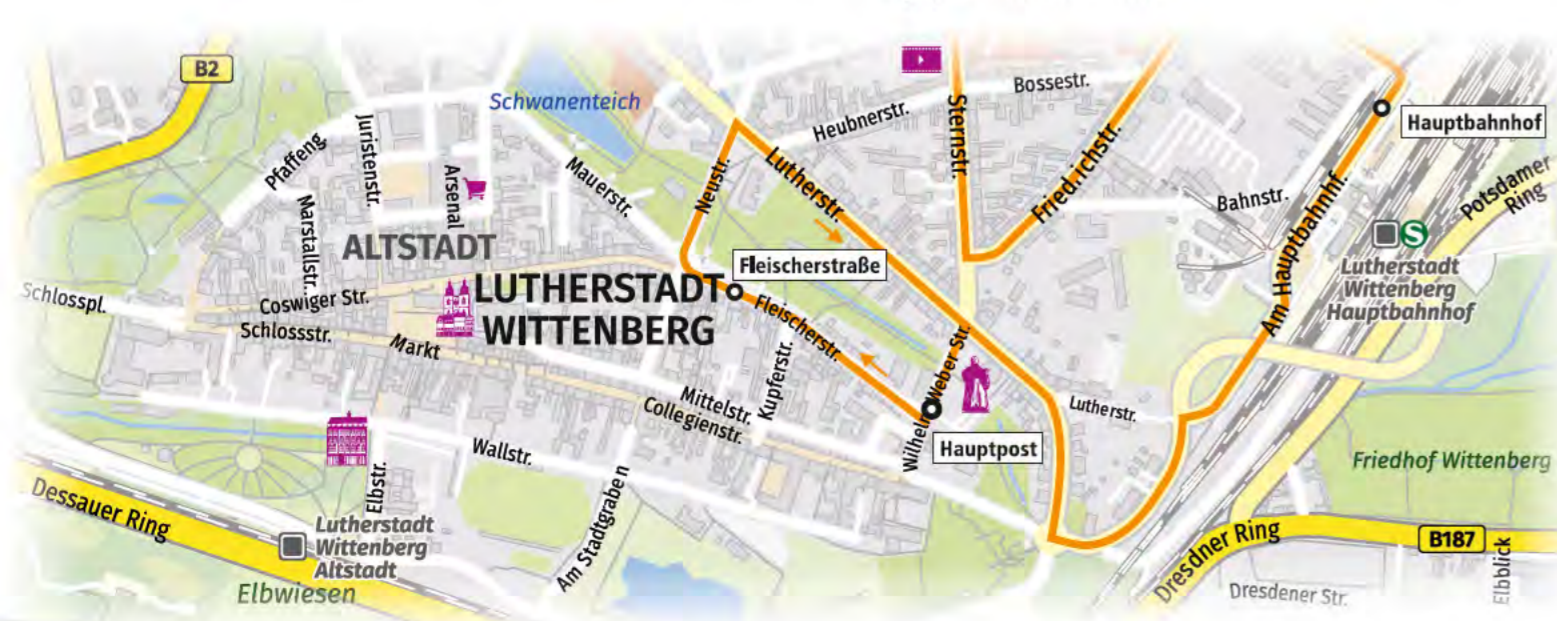 B2
Schwanenteich
Bossestr.
Heubnerstr.
Sternstr.
Hauptbahnhof
Pfaffeng.
Juristenstr.
Arsenal
Mauerstr.
Neustr.
Lutherstr.
Friedrichstr.
Bahnstr.
Am Hauptbahnhf.
Potsdamer
Ring
Marstallstr.
ALTSTADT
Fleischerstraße
S
Lutherstadt
Wittenberg
Hauptbahnhof
Schlosspl.
Coswiger Str.
LUTHERSTADT
WITTENBERG
Schlossstr.
Markt
Fleischerstr.
Kupferstr.
Wilhelm Weber Str.
Mittelstr.
Collegienstr.
Lutherstr.
Hauptpost
Wallstr.
Friedhof Wittenberg
Elbstr.
Dessauer Ring
Lutherstadt
Wittenberg
Altstadt
Am Stadtgraben
Elbwiesen
Dresdner Ring
B187
Dresdener Str.
Elbblick